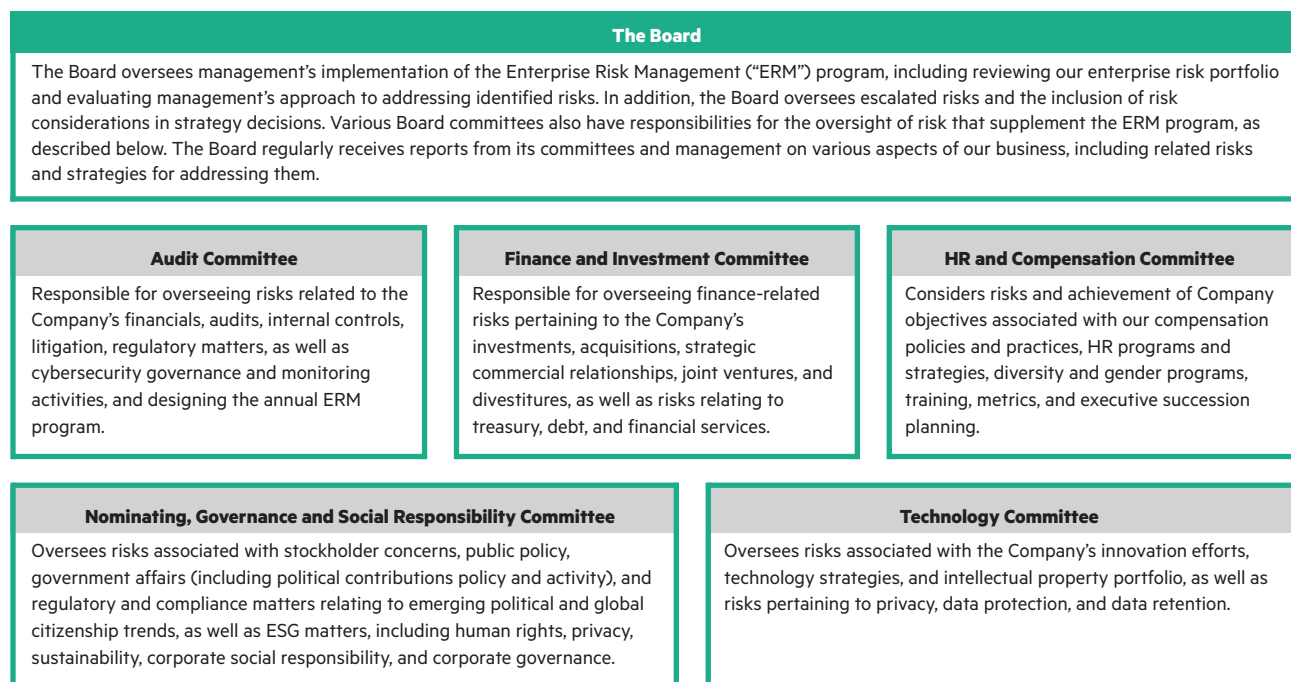 The Board
The Board oversees management’s implementation of the Enterprise Risk Management (“ERM”) program, including reviewing our enterprise risk portfolio
and evaluating management’s approach to addressing identified risks. In addition, the Board oversees escalated risks and the inclusion of risk
considerations in strategy decisions. Various Board committees also have responsibilities for the oversight of risk that supplement the ERM program, as
described below. The Board regularly receives reports from its committees and management on various aspects of our business, including related risks
and strategies for addressing them.
Audit Committee
Responsible for overseeing risks related to the
Company’s financials, audits, internal controls,
litigation, regulatory matters, as well as
cybersecurity governance and monitoring
activities, and designing the annual ERM
program.
Finance and Investment Committee
Responsible for overseeing finance-related
risks pertaining to the Company’s
investments, acquisitions, strategic
commercial relationships, joint ventures, and
divestitures, as well as risks relating to
treasury, debt, and financial services.
HR and Compensation Committee
Considers risks and achievement of Company
objectives associated with our compensation
policies and practices, HR programs and
strategies, diversity and gender programs,
training, metrics, and executive succession
planning.
Nominating, Governance and Social Responsibility Committee
Oversees risks associated with stockholder concerns, public policy,
government affairs (including political contributions policy and activity), and
regulatory and compliance matters relating to emerging political and global
citizenship trends, as well as ESG matters, including human rights, privacy,
sustainability, corporate social responsibility, and corporate governance.
Technology Committee
Oversees risks associated with the Company’s innovation efforts,
technology strategies, and intellectual property portfolio, as well as
risks pertaining to privacy, data protection, and data retention.